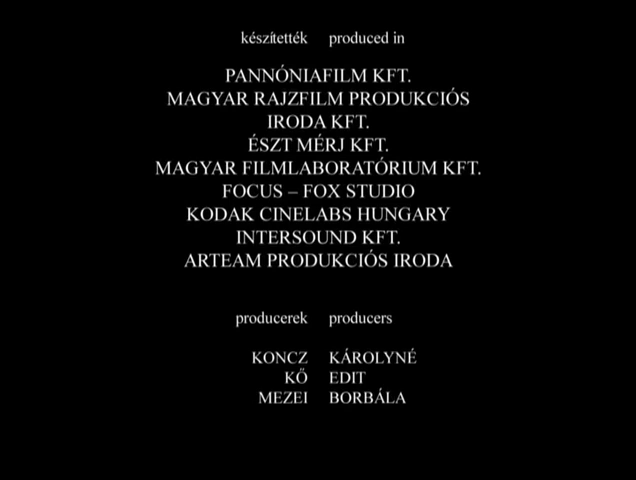 készítették produced in
PANNÓNIAFILM KFT.
MAGYAR RAJZFILM PRODUKCIÓS
IRODA KFT.
ÉSZT MÉRJ KFT.
MAGYAR FILMLABORATÓRIUM KFT.
FOCUS – FOX STUDIO
KODAK CINELABS HUNGARY
INTERSOUND KFT.
ARTEAM PRODUKCIÓS IRODA
producerek producers
KONCZ KÁROLYNÉ
KŐ EDIT
MEZEI BORBÁLA